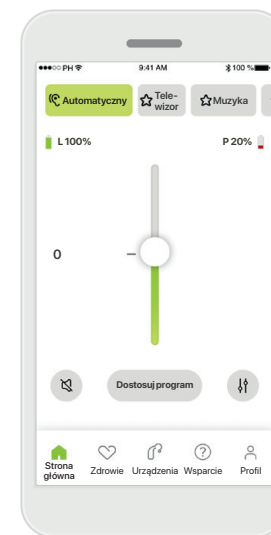 PH 9:41 AM 100 %
Automatyczny
Tele-
wizor
Muzyka
L 100% P 20%
0
Dostosuj program
Strona
główna
Zdrowie Urządzenia Wsparcie Profil